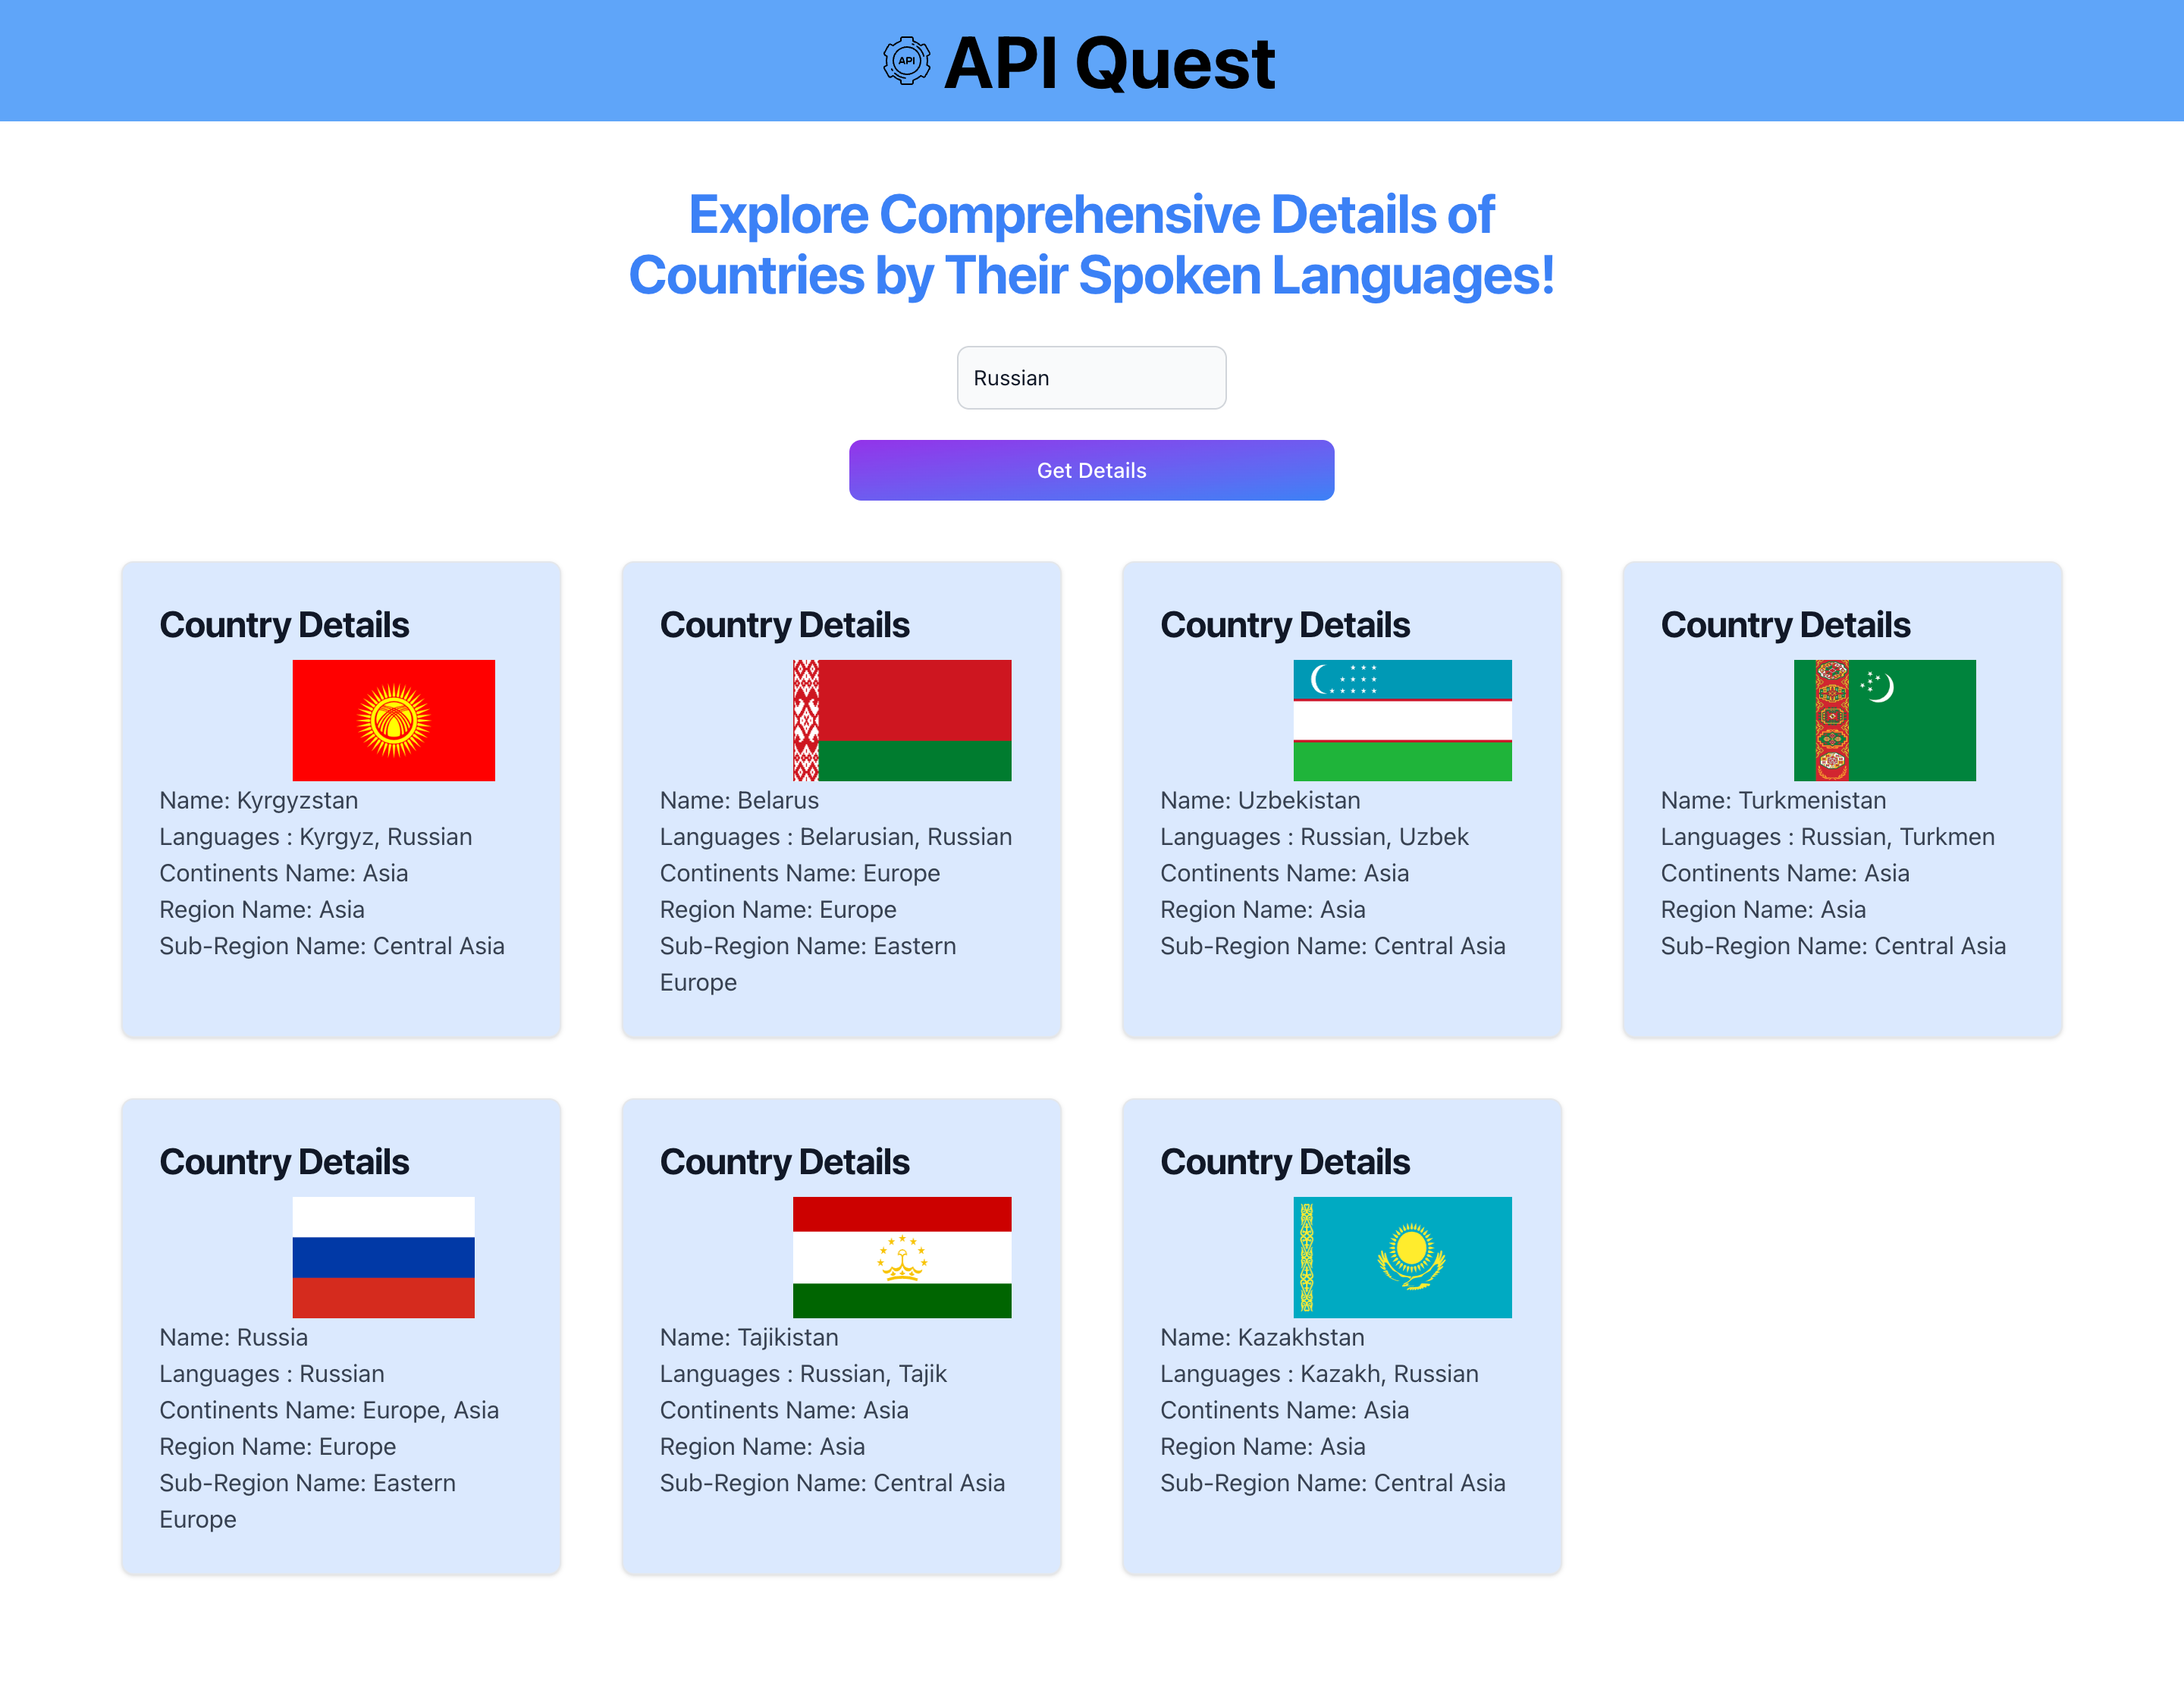 API
API Quest
Explore Comprehensive Details of
Countries by Their Spoken Languages!
Russian
Get Details
Country Details
Name: Kyrgyzstan
Languages : Kyrgyz, Russian
Continents Name: Asia
Region Name: Asia
Sub-Region Name: Central Asia
Country Details
Name: Belarus
Languages : Belarusian, Russian
Continents Name: Europe
Region Name: Europe
Sub-Region Name: Eastern
Europe
Country Details
Name: Uzbekistan
Languages : Russian, Uzbek
Continents Name: Asia
Region Name: Asia
Sub-Region Name: Central Asia
Country Details
Name: Turkmenistan
Languages : Russian, Turkmen
Continents Name: Asia
Region Name: Asia
Sub-Region Name: Central Asia
Country Details
Name: Russia
Languages : Russian
Continents Name: Europe, Asia
Region Name: Europe
Sub-Region Name: Eastern
Europe
Country Details
Name: Tajikistan
Languages : Russian, Tajik
Continents Name: Asia
Region Name: Asia
Sub-Region Name: Central Asia
Country Details
Name: Kazakhstan
Languages : Kazakh, Russian
Continents Name: Asia
Region Name: Asia
Sub-Region Name: Central Asia